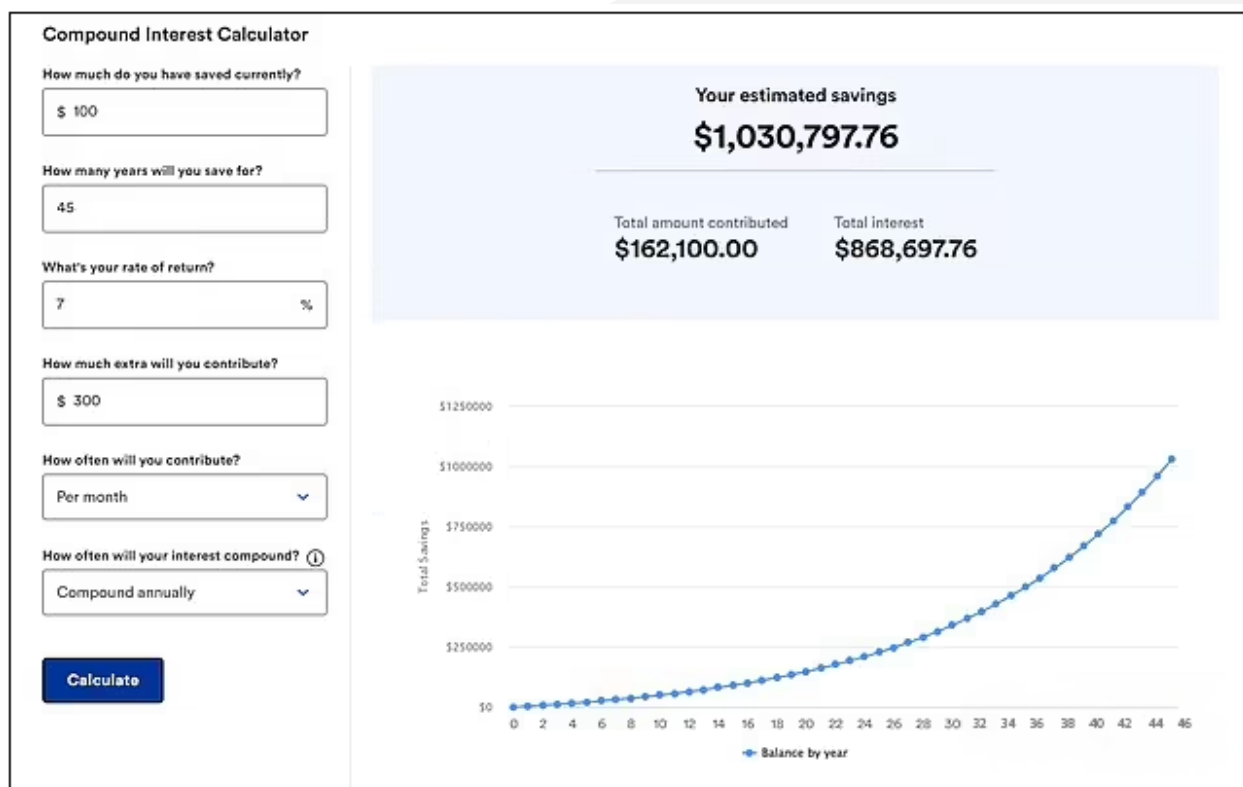 Compound Interest Calculator
How much do you have saved currently?
$ 100
How many years will you save for?
45
What's your rate of return?
7 %
How much extra will you contribute?
$ 300
How often will you contribute?
Per month
How often will your interest compound?
Compound annually
Calculate
Your estimated savings
$1,030,797.76
Total amount contributed
$162,100.00
Total interest
$868,697.76
Total Savings
$1250000
$1000000
$750000
$500000
$250000
$0
0 2 4 6 8 10 12 14 16 18 20 22 24 26 28 30 32 34 36 38 40 42 44 46
Balance by year